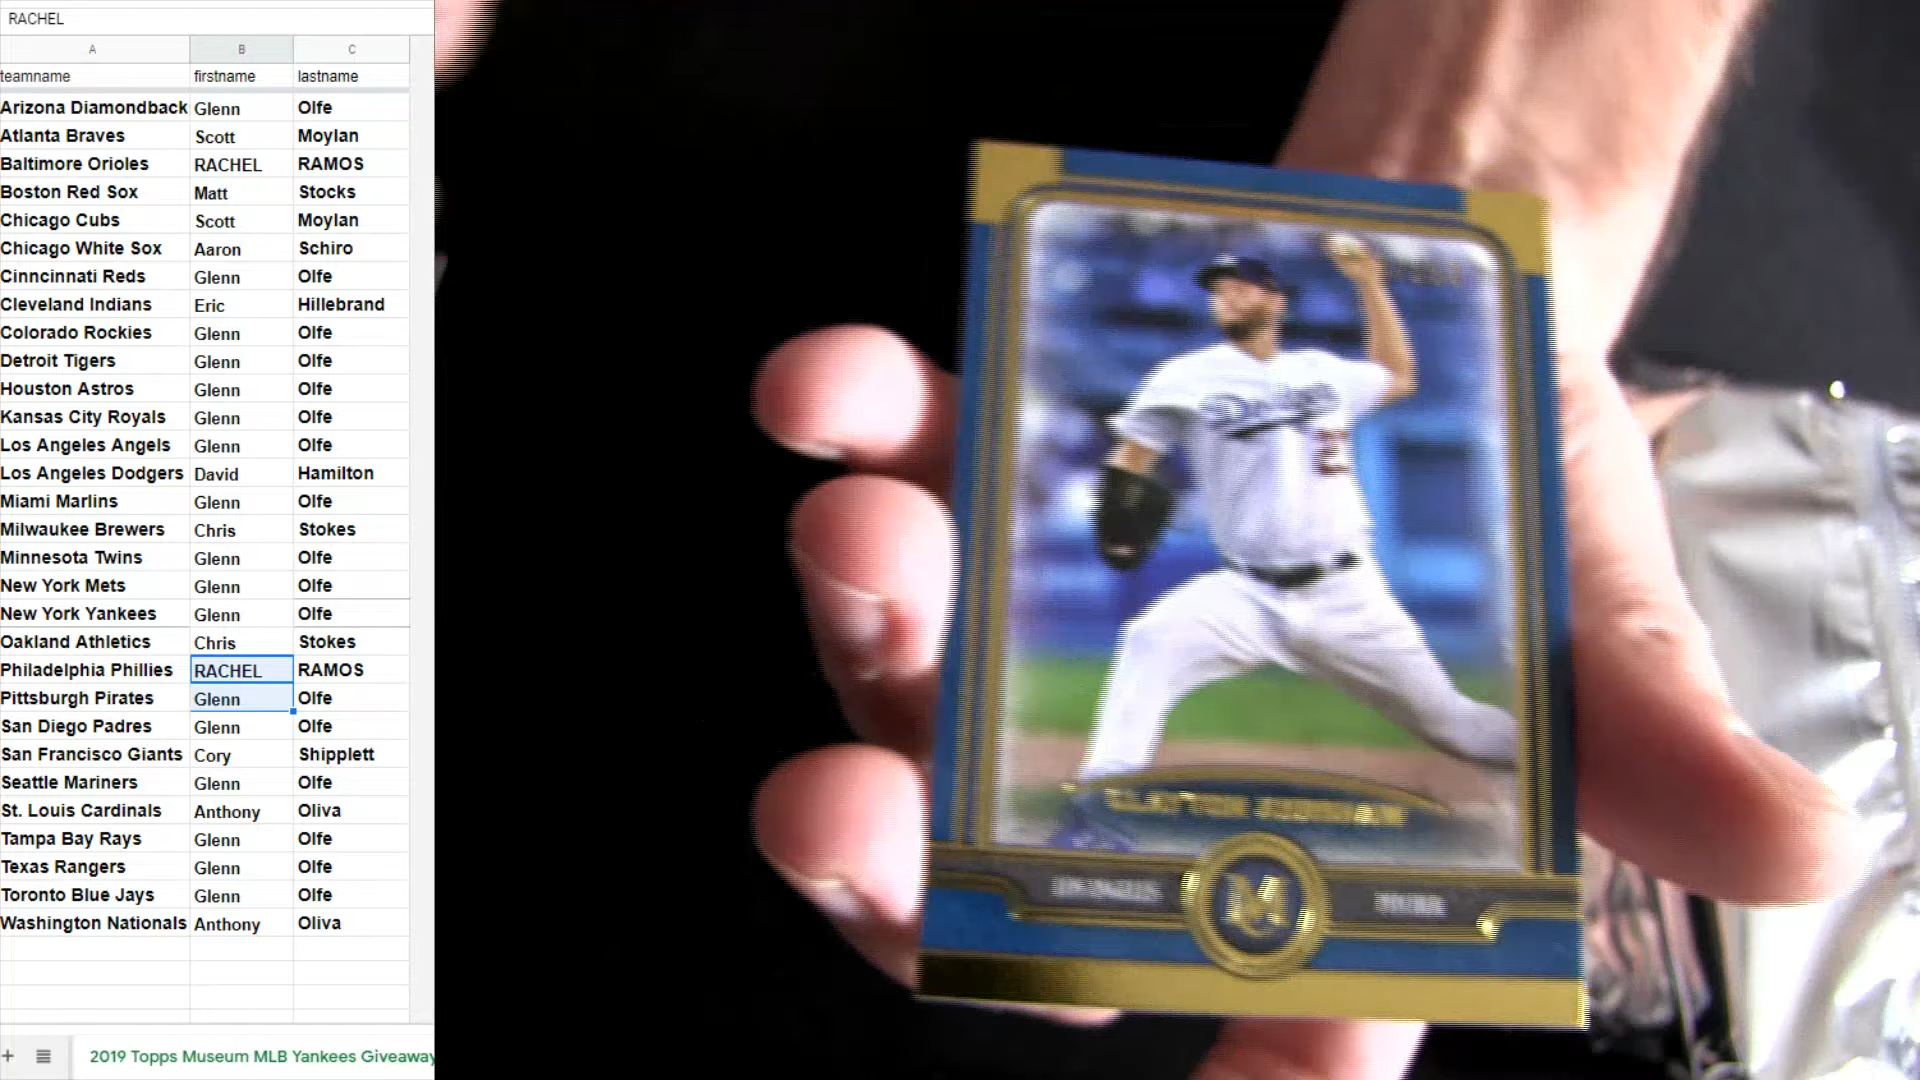 RACHEL
A B C
teamname firstname lastname
Arizona Diamondback Glenn Olfe
Atlanta Braves Scott Moylan
Baltimore Orioles RACHEL RAMOS
Boston Red Sox Matt Stocks
Chicago Cubs Scott Moylan
Chicago White Sox Aaron Schiro
Cinncinnati Reds Glenn Olfe
Cleveland Indians Eric Hillebrand
Colorado Rockies Glenn Olfe
Detroit Tigers Glenn Olfe
Houston Astros Glenn Olfe
Kansas City Royals Glenn Olfe
Los Angeles Angels Glenn Olfe
Los Angeles Dodgers David Hamilton
Miami Marlins Glenn Olfe
Milwaukee Brewers Chris Stokes
Minnesota Twins Glenn Olfe
New York Mets Glenn Olfe
New York Yankees Glenn Olfe
Oakland Athletics Chris Stokes
Philadelphia Phillies RACHEL RAMOS
Pittsburgh Pirates Glenn Olfe
San Diego Padres Glenn Olfe
San Francisco Giants Cory Shipplett
Seattle Mariners Glenn Olfe
St. Louis Cardinals Anthony Oliva
Tampa Bay Rays Glenn Olfe
Texas Rangers Glenn Olfe
Toronto Blue Jays Glenn Olfe
Washington Nationals Anthony Oliva
2019 Topps Museum MLB Yankees Giveaway
Dodgers
CLAYTON KERSHAW
M